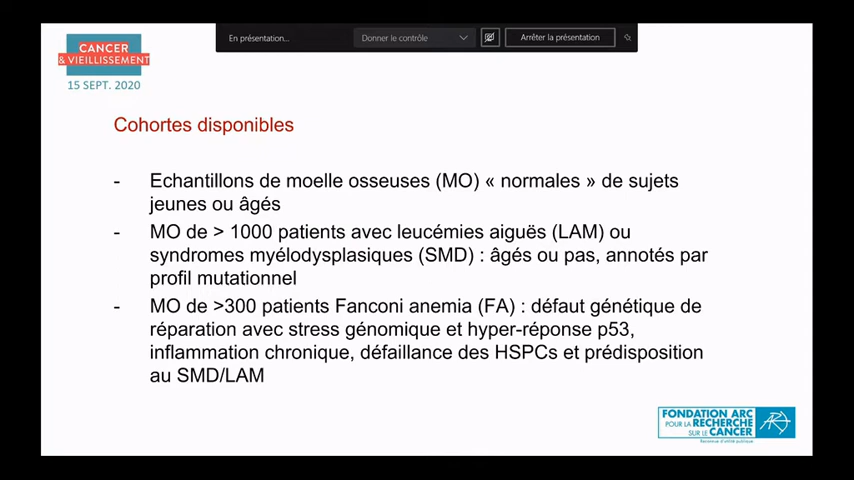 En présentation...
Donner le contrôle
Arrêter la présentation
CANCER
& VIEILLISSEMENT
15 SEPT. 2020
Cohortes disponibles
- Echantillons de moelle osseuses (MO) « normales » de sujets
jeunes ou âgés
- MO de > 1000 patients avec leucémies aiguës (LAM) ou
syndromes myélodysplasiques (SMD) : âgés ou pas, annotés par
profil mutationnel
- MO de >300 patients Fanconi anemia (FA) : défaut génétique de
réparation avec stress génomique et hyper-réponse p53,
inflammation chronique, défaillance des HSPCs et prédisposition
au SMD/LAM
FONDATION ARC
POUR LA RECHERCHE
SUR LE CANCER
Reconnue d'utilité publique